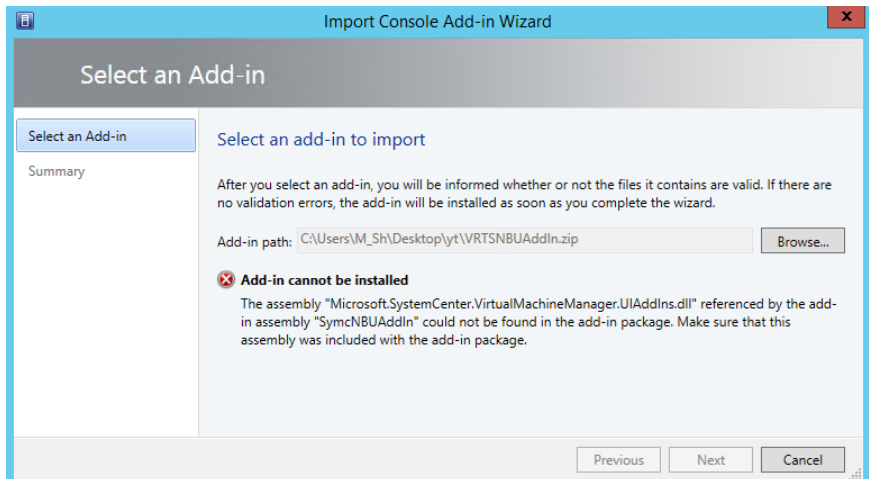 Import Console Add-in Wizard
x
Select an Add-in
Select an Add-in
Summary
Select an add-in to import
After you select an add-in, you will be informed whether or not the files it contains are valid. If there are
no validation errors, the add-in will be installed as soon as you complete the wizard.
Add-in path: C:\Users\M_Sh\Desktop\yt\VRTSNBUAddIn.zip Browse...
Add-in cannot be installed
The assembly "Microsoft.SystemCenter.VirtualMachineManager.UIAddIns.dll" referenced by the add-
in assembly "SymcNBUAddIn" could not be found in the add-in package. Make sure that this
assembly was included with the add-in package.
Previous Next Cancel